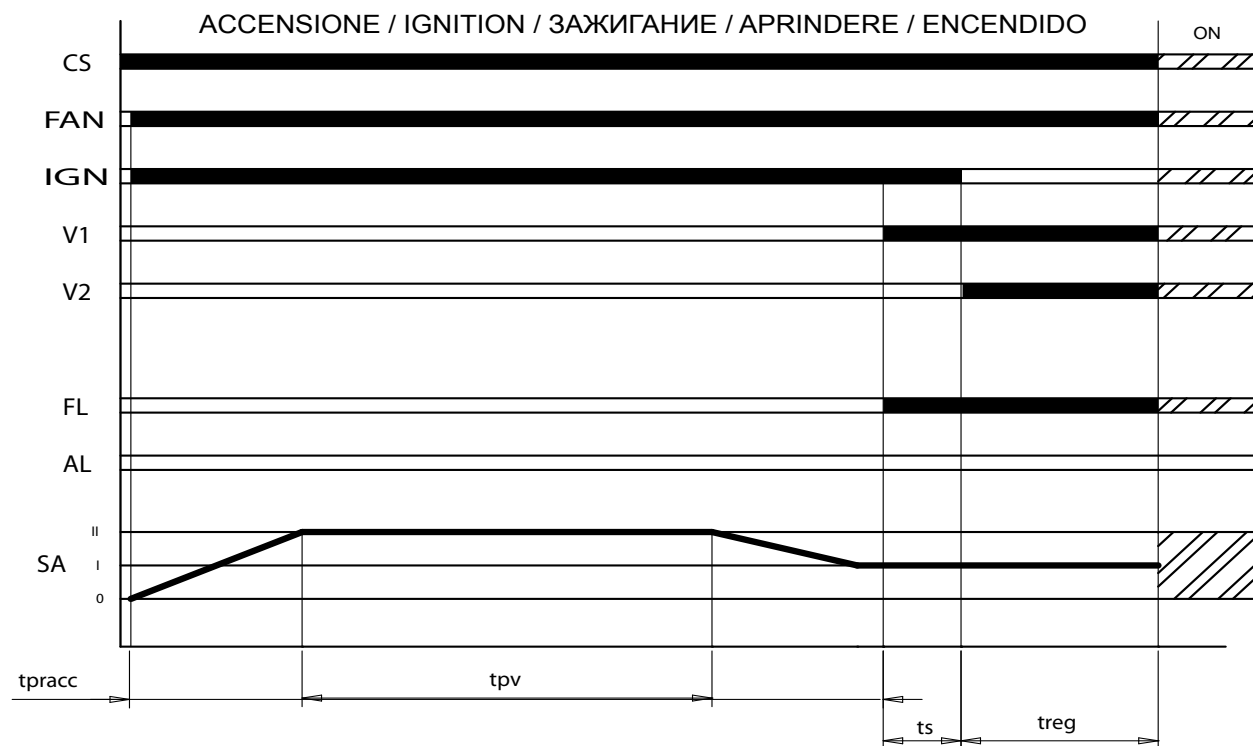 ACCENSIONE / IGNITION / ЗАЖИГАНИЕ / APRINDERE / ENCENDIDO
ON
CS
FAN
IGN
V1
V2
FL
AL
II
SA
I
0
tpracc
tpv
ts
treg